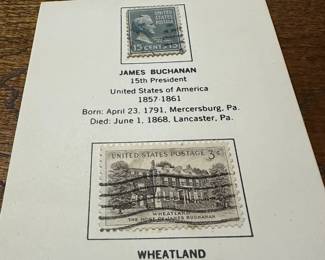 UNITED STATES POSTAGE
15 CENTS 15
JAMES BUCHANAN
15th President
United States of America
1857-1861
Born: April 23, 1791, Mercersburg, Pa.
Died: June 1, 1868, Lancaster, Pa.
UNITED STATES POSTAGE 3¢
WHEATLAND
THE HOME OF JAMES BUCHANAN
WHEATLAND